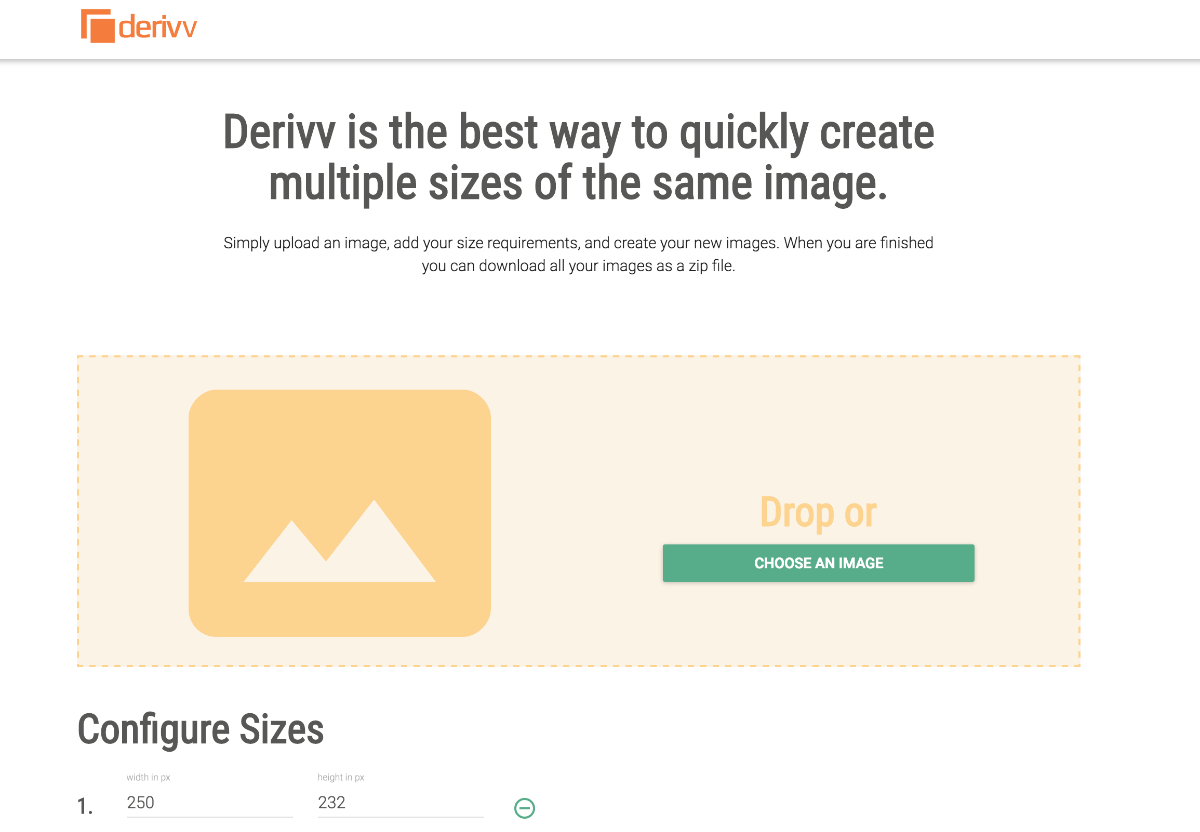 derivv
Derivv is the best way to quickly create
multiple sizes of the same image.
Simply upload an image, add your size requirements, and create your new images. When you are finished
you can download all your images as a zip file.
Drop or
CHOOSE AN IMAGE
Configure Sizes
width in px height in px
1. 250 232